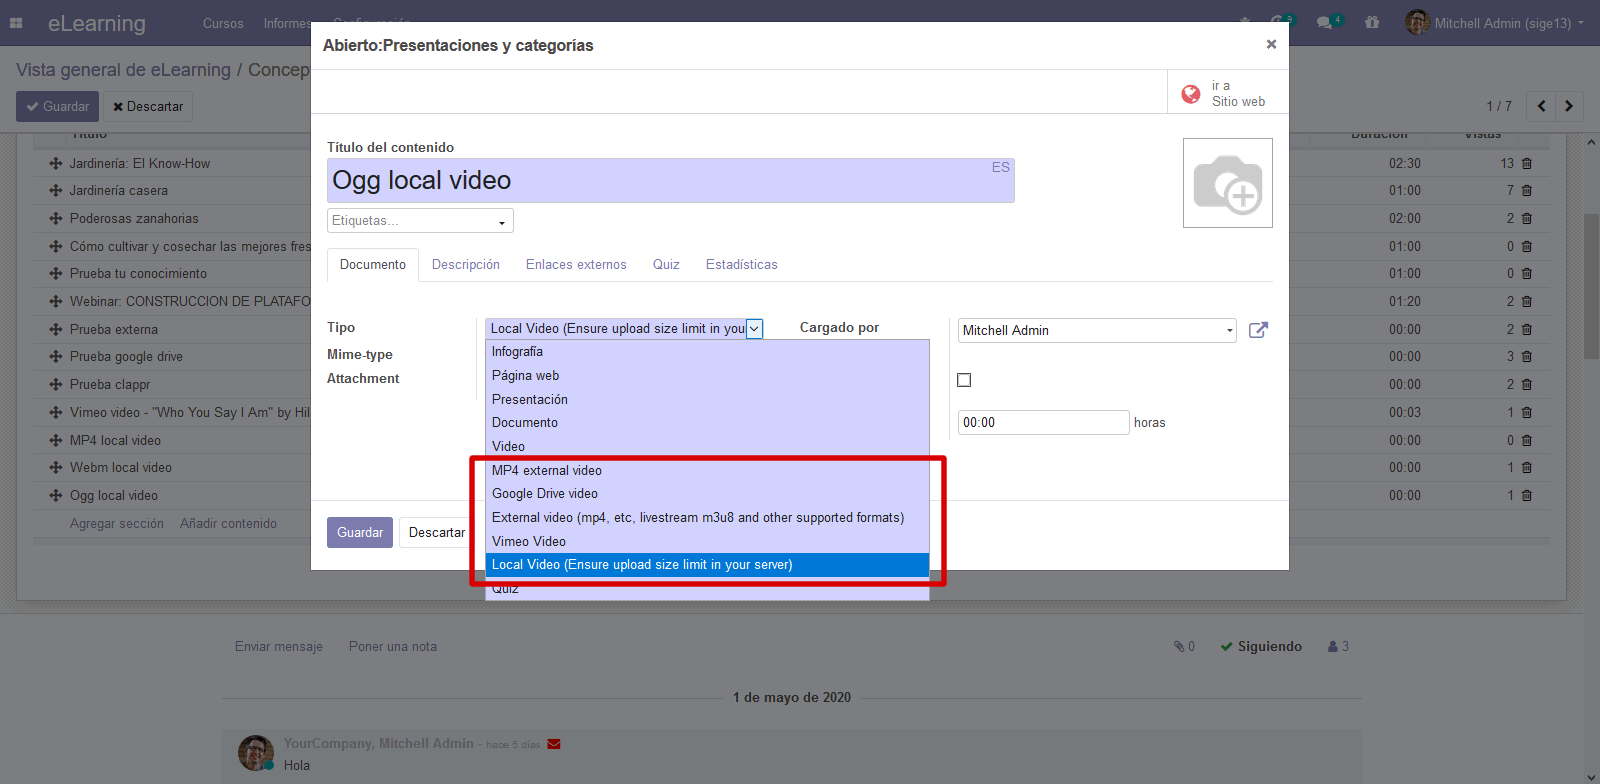 eLearning
Cursos
Informes
Configuración
9
4
Mitchell Admin (sige13)
Vista general de eLearning / Concep
Guardar
Descartar
1 / 7
Abierto:Presentaciones y categorías
ir a
Sitio web
Título del contenido
Ogg local video
ES
Etiquetas...
Documento
Descripción
Enlaces externos
Quiz
Estadísticas
Tipo
Local Video (Ensure upload size limit in you
Cargado por
Mitchell Admin
Mime-type
Attachment
00:00 horas
Infografía
Página web
Presentación
Documento
Video
MP4 external video
Google Drive video
External video (mp4, etc, livestream m3u8 and other supported formats)
Vimeo Video
Local Video (Ensure upload size limit in your server)
Quiz
Guardar
Descartar
Título Duración Vistas
Jardinería: El Know-How 02:30 13
Jardinería casera 01:00 7
Poderosas zanahorias 02:00 2
Cómo cultivar y cosechar las mejores fres 01:00 0
Prueba tu conocimiento 01:00 0
Webinar: CONSTRUCCION DE PLATAFO 01:20 2
Prueba externa 00:00 2
Prueba google drive 00:00 3
Prueba clappr 00:00 2
Vimeo video - "Who You Say I Am" by Hil 00:03 1
MP4 local video 00:00 0
Webm local video 00:00 1
Ogg local video 00:00 1
Agregar sección Añadir contenido
Enviar mensaje
Poner una nota
0
Siguiendo
3
1 de mayo de 2020
YourCompany, Mitchell Admin - hace 5 días
Hola